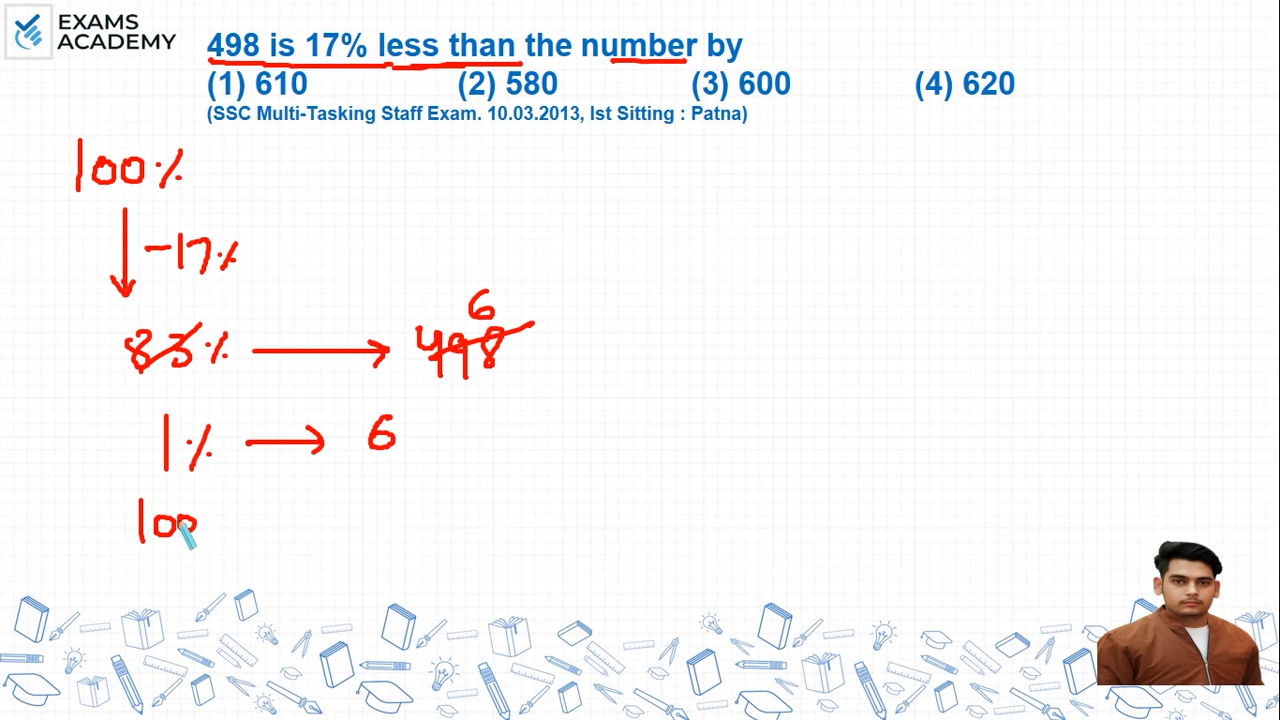 EXAMS
ACADEMY
498 is 17% less than the number by
(1) 610 (2) 580 (3) 600 (4) 620
(SSC Multi-Tasking Staff Exam. 10.03.2013, Ist Sitting : Patna)
100%
-17%
6
83% → 498
1% → 6
100